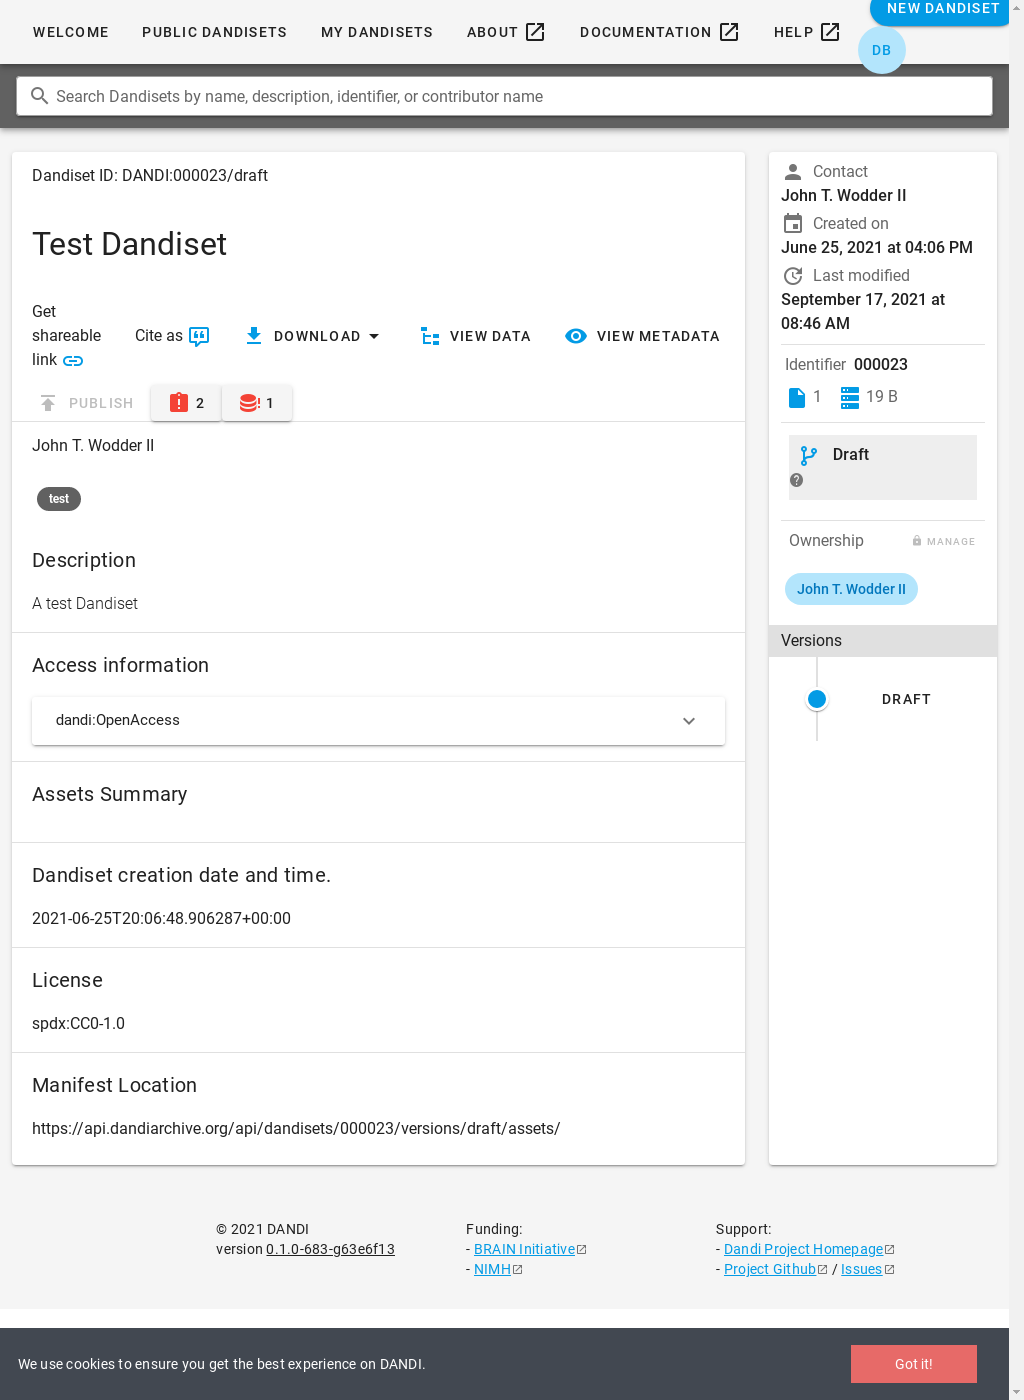 WELCOME
PUBLIC DANDISETS
MY DANDISETS
ABOUT
DOCUMENTATION
HELP
NEW DANDISET
DB
Search Dandisets by name, description, identifier, or contributor name
Dandiset ID: DANDI:000023/draft
Test Dandiset
Get
shareable
link
Cite as
DOWNLOAD
VIEW DATA
VIEW METADATA
PUBLISH
2
1
John T. Wodder II
test
Description
A test Dandiset
Access information
dandi:OpenAccess
Assets Summary
Dandiset creation date and time.
2021-06-25T20:06:48.906287+00:00
License
spdx:CC0-1.0
Manifest Location
https://api.dandiarchive.org/api/dandisets/000023/versions/draft/assets/
Contact
John T. Wodder II
Created on
June 25, 2021 at 04:06 PM
Last modified
September 17, 2021 at
08:46 AM
Identifier 000023
1
19 B
Draft
Ownership
MANAGE
John T. Wodder II
Versions
DRAFT
© 2021 DANDI
version 0.1.0-683-g63e6f13
Funding:
- BRAIN Initiative
- NIMH
Support:
- Dandi Project Homepage
- Project Github / Issues
We use cookies to ensure you get the best experience on DANDI.
Got it!